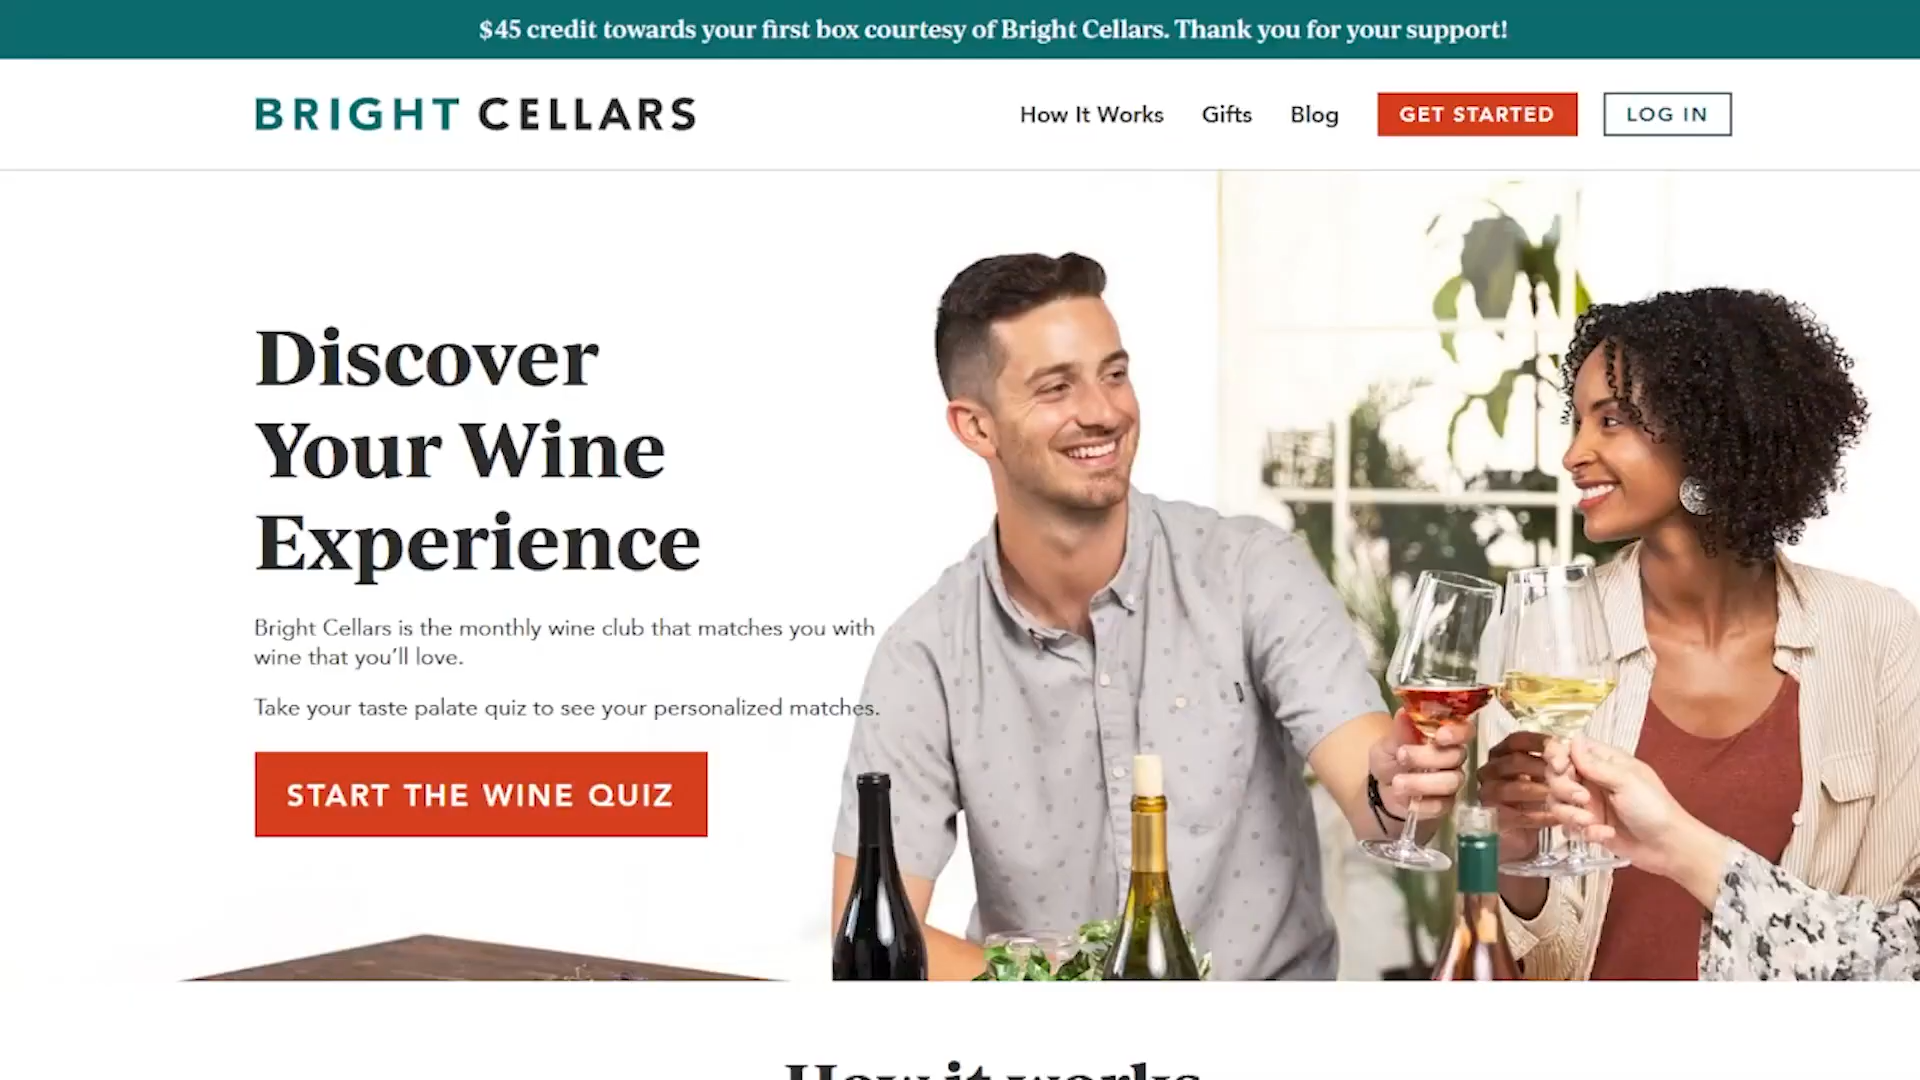 $45 credit towards your first box courtesy of Bright Cellars. Thank you for your support!
BRIGHT CELLARS
How It Works
Gifts
Blog
GET STARTED
LOG IN
Discover
Your Wine
Experience
Bright Cellars is the monthly wine club that matches you with
wine that you'll love.
Take your taste palate quiz to see your personalized matches.
START THE WINE QUIZ
How it works